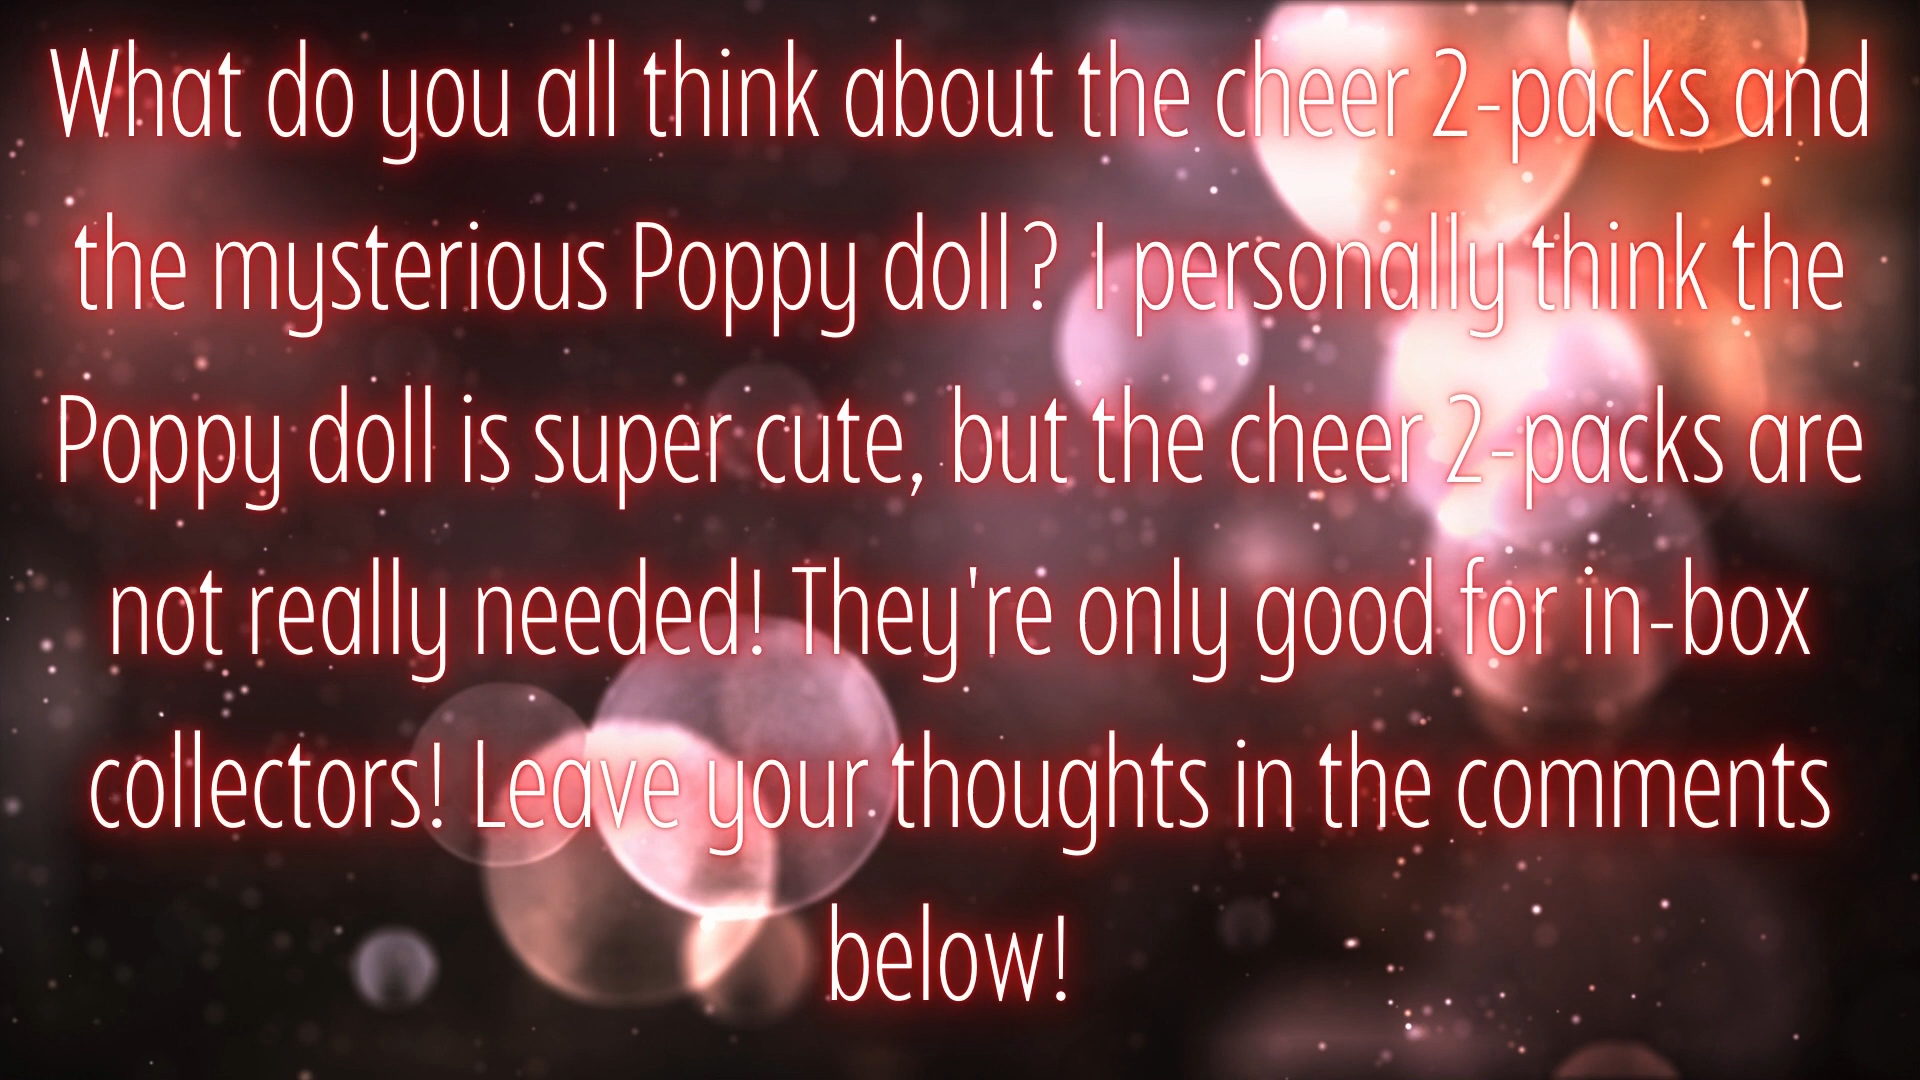 What do you all think about the cheer 2-packs and
the mysterious Poppy doll? I personally think the
Poppy doll is super cute, but the cheer 2-packs are
not really needed! They're only good for in-box
collectors! Leave your thoughts in the comments
below!